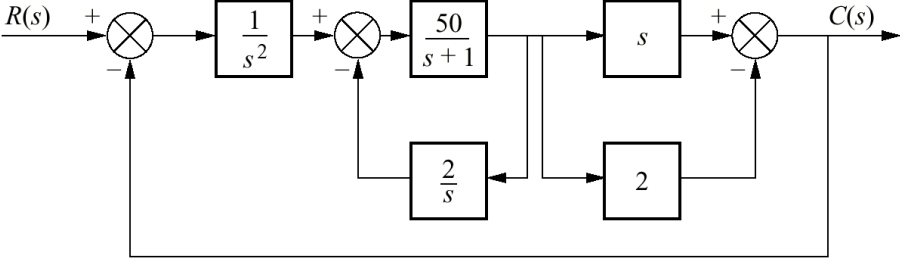 R(s) + − 1/s² + − 50/(s + 1) s + − C(s)
2/s 2